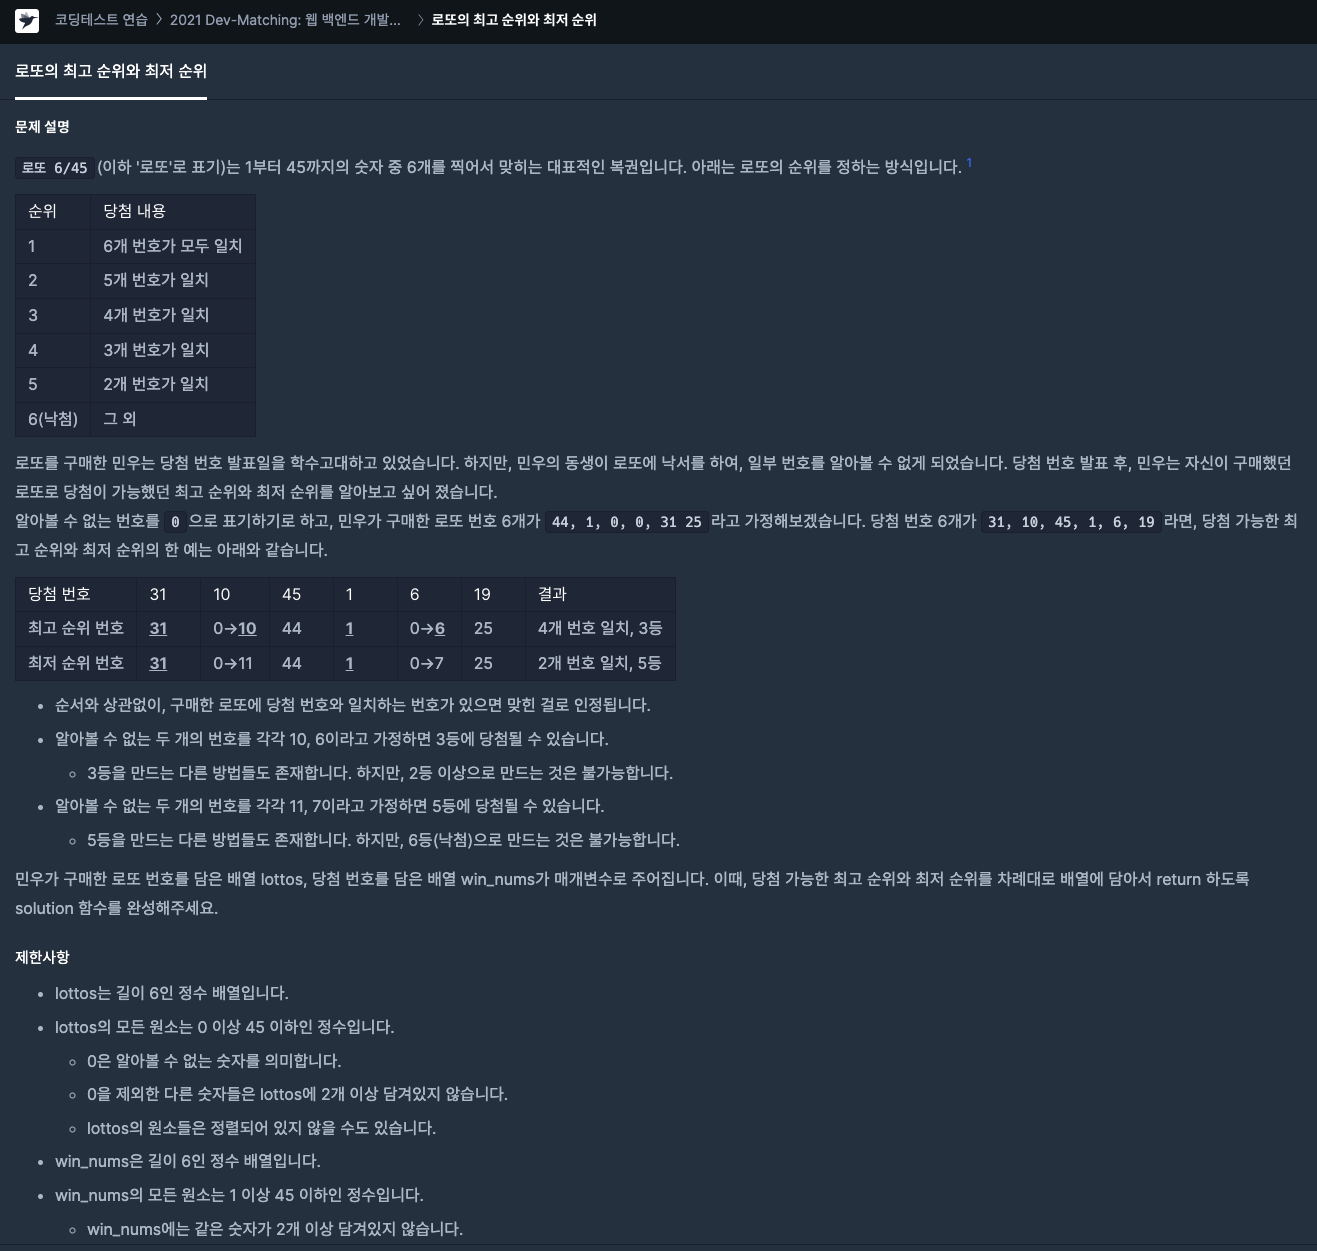 코딩테스트 연습 > 2021 Dev-Matching: 웹 백엔드 개발... > 로또의 최고 순위와 최저 순위
로또의 최고 순위와 최저 순위
문제 설명
로또 6/45 (이하 '로또'로 표기)는 1부터 45까지의 숫자 중 6개를 찍어서 맞히는 대표적인 복권입니다. 아래는 로또의 순위를 정하는 방식입니다. 1
순위 당첨 내용
1 6개 번호가 모두 일치
2 5개 번호가 일치
3 4개 번호가 일치
4 3개 번호가 일치
5 2개 번호가 일치
6(낙첨) 그 외
로또를 구매한 민우는 당첨 번호 발표일을 학수고대하고 있었습니다. 하지만, 민우의 동생이 로또에 낙서를 하여, 일부 번호를 알아볼 수 없게 되었습니다. 당첨 번호 발표 후, 민우는 자신이 구매했던
로또로 당첨이 가능했던 최고 순위와 최저 순위를 알아보고 싶어 졌습니다.
알아볼 수 없는 번호를 0 으로 표기하기로 하고, 민우가 구매한 로또 번호 6개가 44, 1, 0, 0, 31 25 라고 가정해보겠습니다. 당첨 번호 6개가 31, 10, 45, 1, 6, 19 라면, 당첨 가능한 최
고 순위와 최저 순위의 한 예는 아래와 같습니다.
당첨 번호 31 10 45 1 6 19 결과
최고 순위 번호 31 0→10 44 1 0→6 25 4개 번호 일치, 3등
최저 순위 번호 31 0→11 44 1 0→7 25 2개 번호 일치, 5등
• 순서와 상관없이, 구매한 로또에 당첨 번호와 일치하는 번호가 있으면 맞힌 걸로 인정됩니다.
• 알아볼 수 없는 두 개의 번호를 각각 10, 6이라고 가정하면 3등에 당첨될 수 있습니다.
◦ 3등을 만드는 다른 방법들도 존재합니다. 하지만, 2등 이상으로 만드는 것은 불가능합니다.
• 알아볼 수 없는 두 개의 번호를 각각 11, 7이라고 가정하면 5등에 당첨될 수 있습니다.
◦ 5등을 만드는 다른 방법들도 존재합니다. 하지만, 6등(낙첨)으로 만드는 것은 불가능합니다.
민우가 구매한 로또 번호를 담은 배열 lottos, 당첨 번호를 담은 배열 win_nums가 매개변수로 주어집니다. 이때, 당첨 가능한 최고 순위와 최저 순위를 차례대로 배열에 담아서 return 하도록
solution 함수를 완성해주세요.
제한사항
• lottos는 길이 6인 정수 배열입니다.
• lottos의 모든 원소는 0 이상 45 이하인 정수입니다.
◦ 0은 알아볼 수 없는 숫자를 의미합니다.
◦ 0을 제외한 다른 숫자들은 lottos에 2개 이상 담겨있지 않습니다.
◦ lottos의 원소들은 정렬되어 있지 않을 수도 있습니다.
• win_nums은 길이 6인 정수 배열입니다.
• win_nums의 모든 원소는 1 이상 45 이하인 정수입니다.
◦ win_nums에는 같은 숫자가 2개 이상 담겨있지 않습니다.